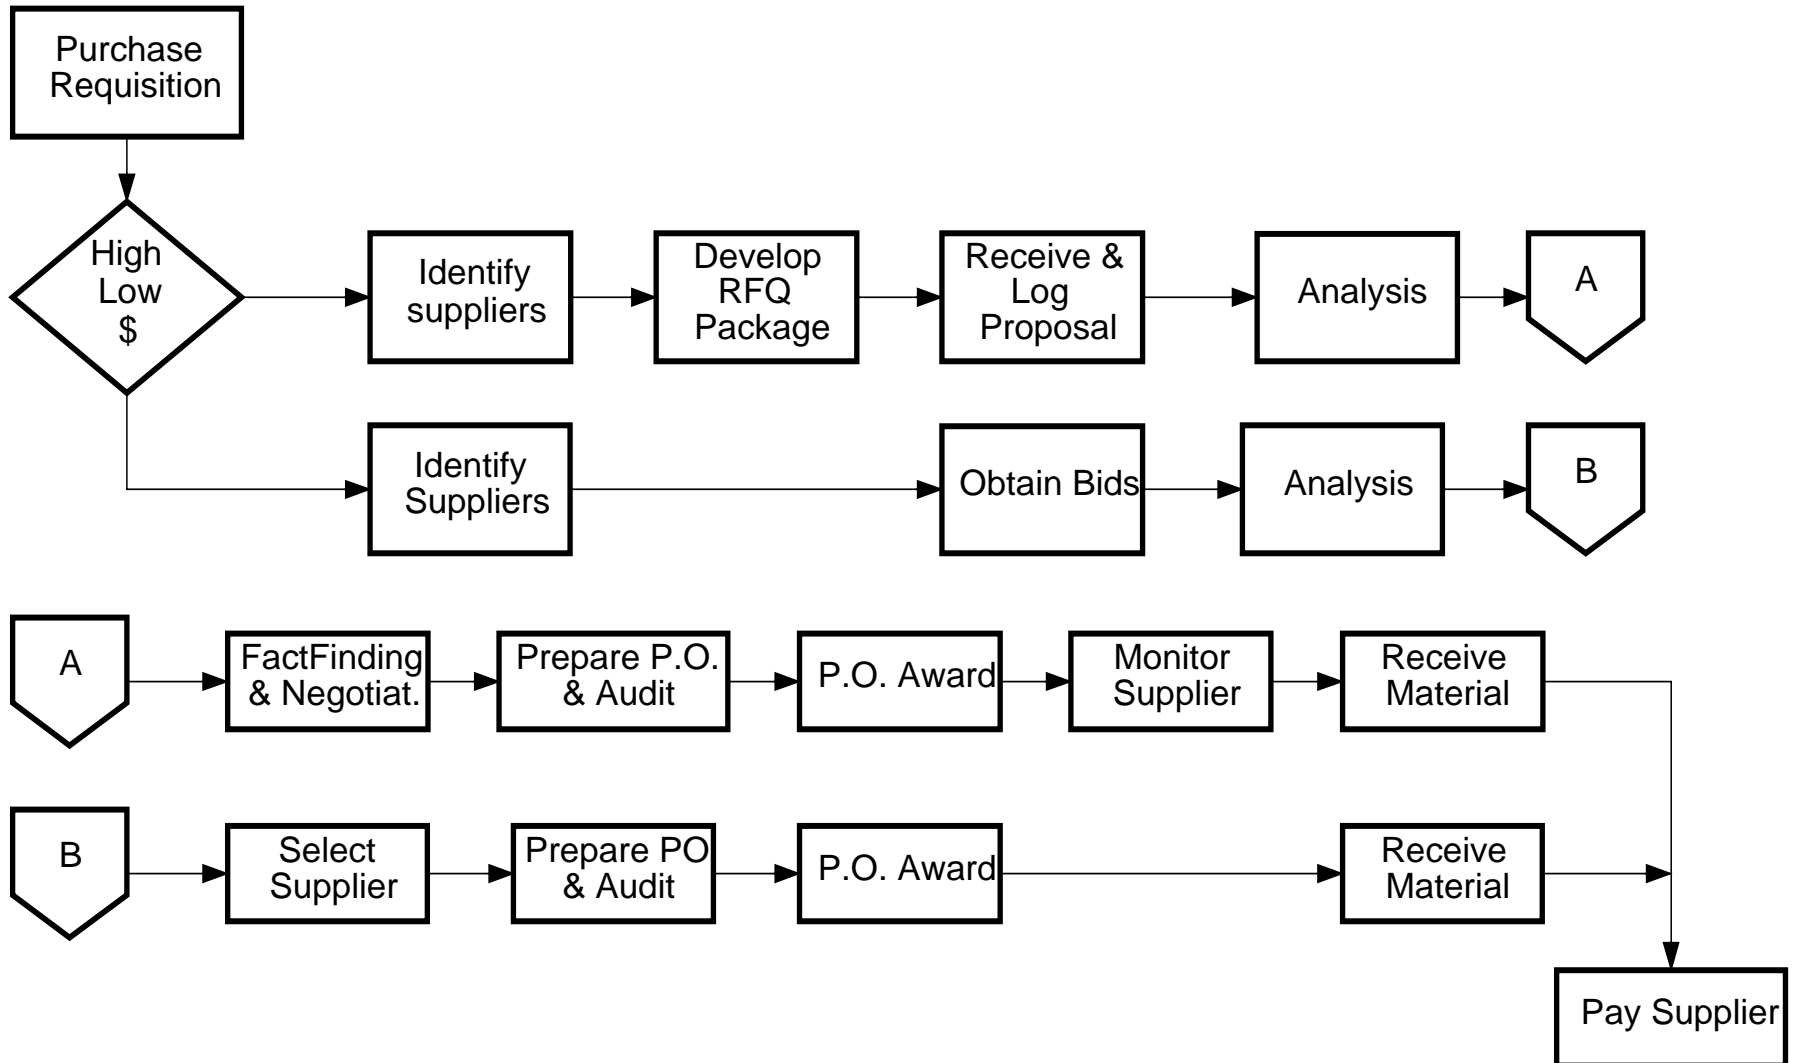 Purchase
Requisition
High
Low
$
Identify
suppliers
Develop
RFQ
Package
Receive &
Log
Proposal
Analysis
A
Identify
Suppliers
Obtain Bids
Analysis
B
A
FactFinding
& Negotiat.
Prepare P.O.
& Audit
P.O. Award
Monitor
Supplier
Receive
Material
B
Select
Supplier
Prepare PO
& Audit
P.O. Award
Receive
Material
Pay Supplier